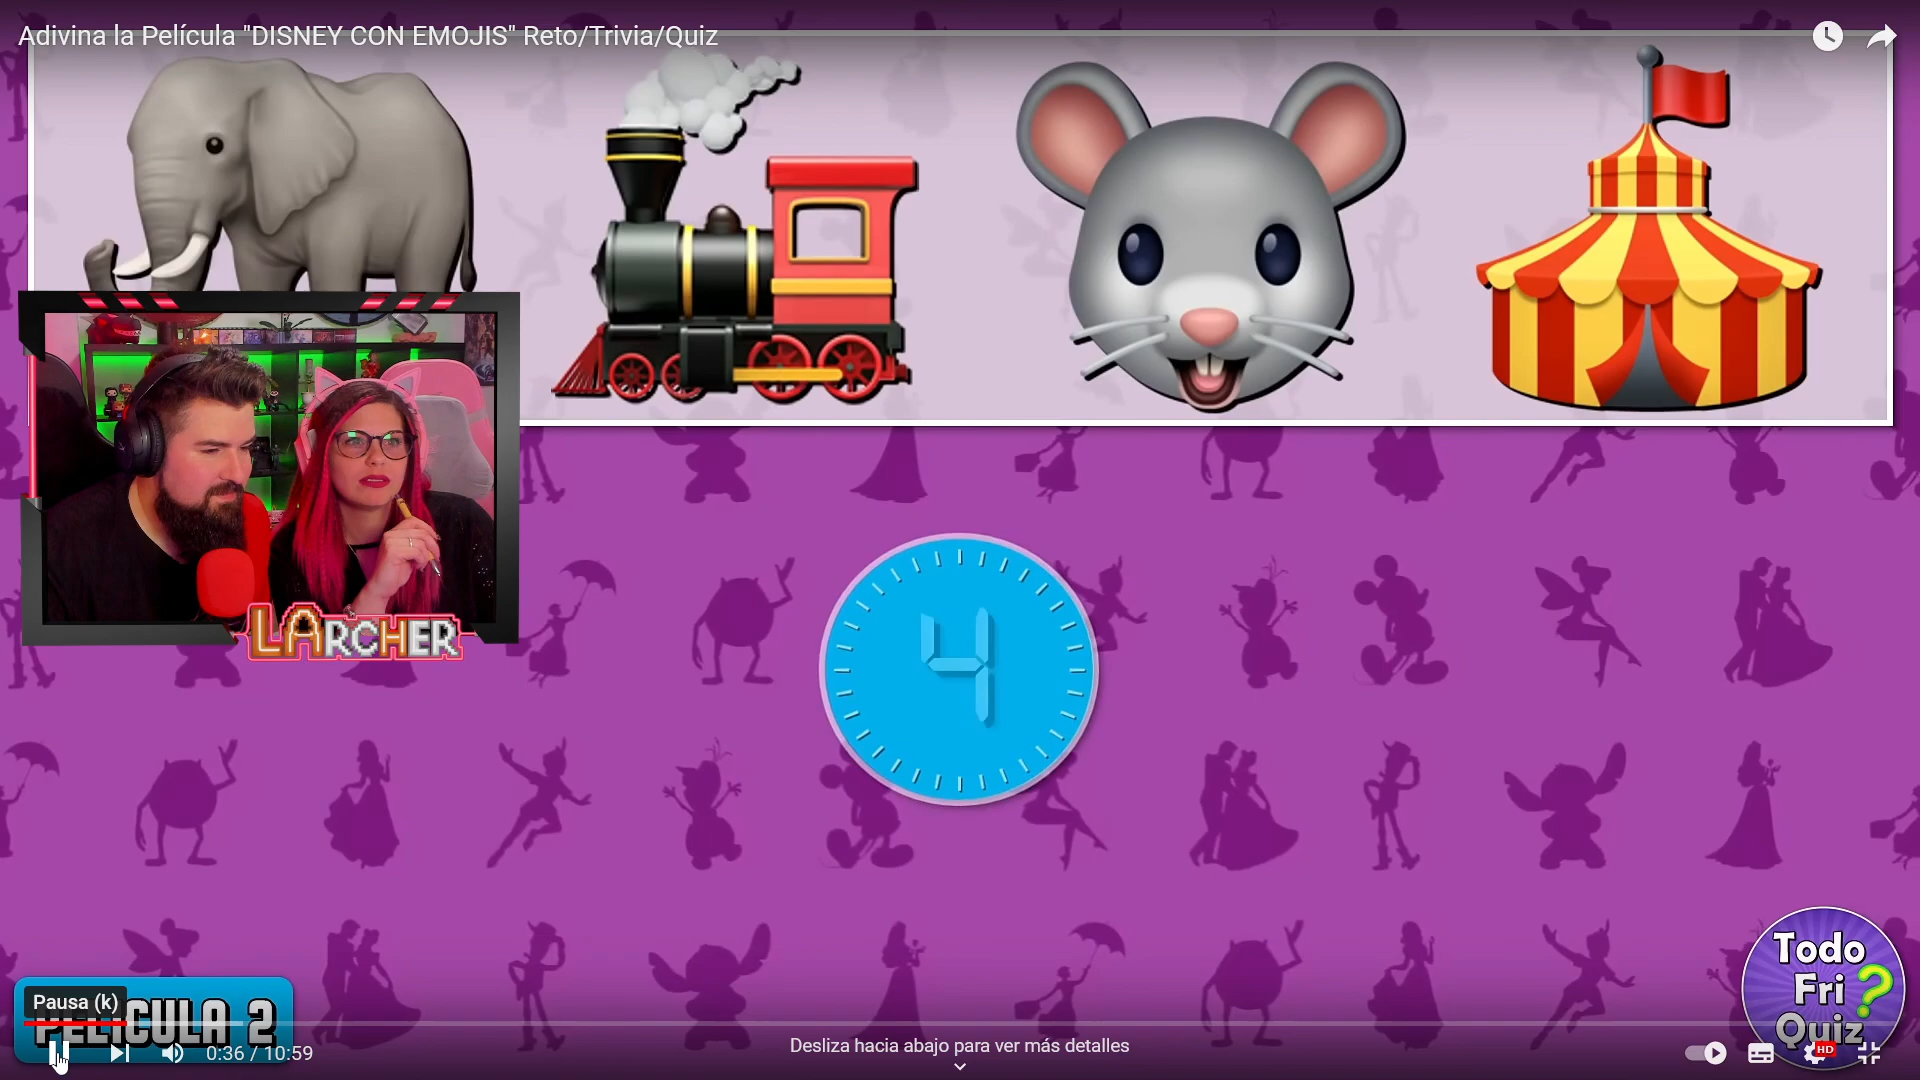 Adivina la Película "DISNEY CON EMOJIS" Reto/Trivia/Quiz
LARCHER
4
Todo
Fri
Quiz
?
Pausa (k)
PELÍCULA 2
0:36 / 10:59
Desliza hacia abajo para ver más detalles
HD